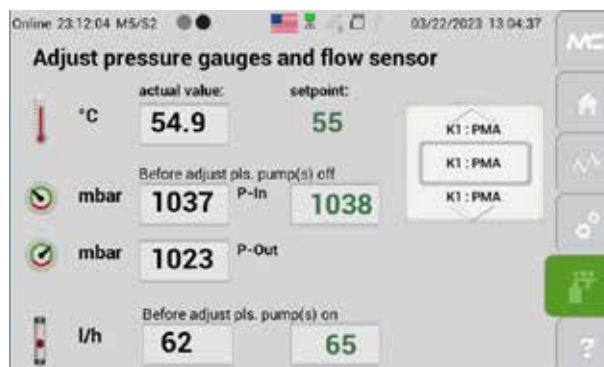 Online 23:12:04 M5/S2 03/22/2023 13:04:37
Adjust pressure gauges and flow sensor
actual value: setpoint:
°C 54.9 55
K1 : PMA
K1 : PMA
K1 : PMA
Before adjust pls. pump(s) off
mbar 1037 P-In 1038
mbar 1023 P-Out
Before adjust pls. pump(s) on
l/h 62 65
MC
?